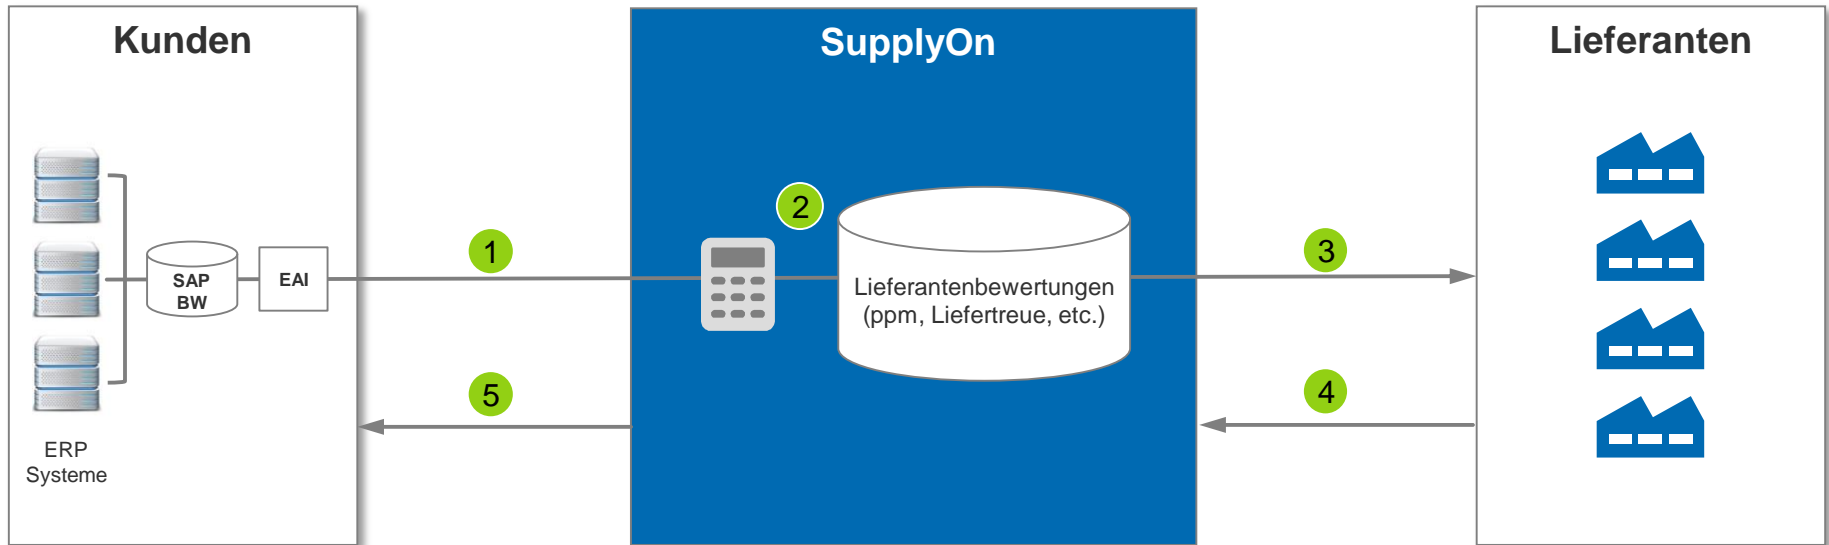 Kunden
SupplyOn
Lieferanten
1
2
3
SAP
BW
EAI
Lieferantenbewertungen
(ppm, Liefertreue, etc.)
5
4
ERP
Systeme